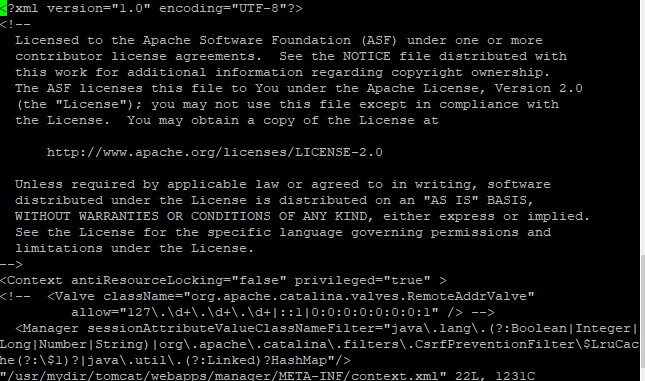 <?xml version="1.0" encoding="UTF-8"?>
<!--
  Licensed to the Apache Software Foundation (ASF) under one or more
  contributor license agreements.  See the NOTICE file distributed with
  this work for additional information regarding copyright ownership.
  The ASF licenses this file to You under the Apache License, Version 2.0
  (the "License"); you may not use this file except in compliance with
  the License.  You may obtain a copy of the License at

      http://www.apache.org/licenses/LICENSE-2.0

  Unless required by applicable law or agreed to in writing, software
  distributed under the License is distributed on an "AS IS" BASIS,
  WITHOUT WARRANTIES OR CONDITIONS OF ANY KIND, either express or implied.
  See the License for the specific language governing permissions and
  limitations under the License.
-->
<Context antiResourceLocking="false" privileged="true" >
<!--  <Valve className="org.apache.catalina.valves.RemoteAddrValve"
         allow="127\.\d+\.\d+\.\d+|::1|0:0:0:0:0:0:0:1" /> -->
  <Manager sessionAttributeValueClassNameFilter="java\.lang\.(?:Boolean|Integer|
Long|Number|String)|org\.apache\.catalina\.filters\.CsrfPreventionFilter\$LruCac
he(?:\$1)?|java\.util\.(?:Linked)?HashMap"/>
"/usr/mydir/tomcat/webapps/manager/META-INF/context.xml" 22L, 1231C